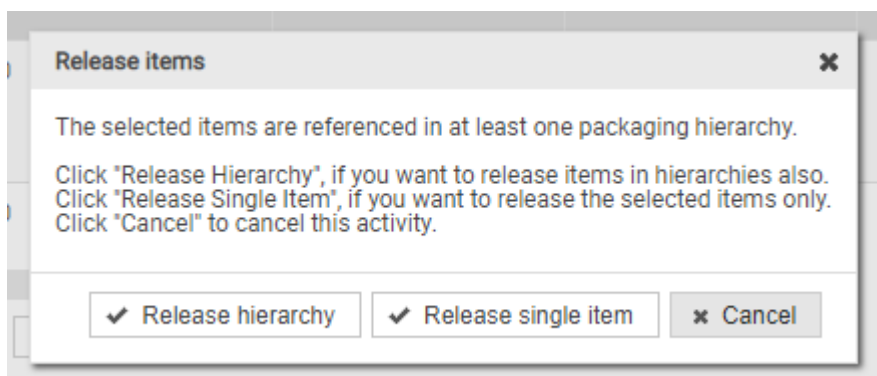 Release items
The selected items are referenced in at least one packaging hierarchy.
Click "Release Hierarchy", if you want to release items in hierarchies also.
Click "Release Single Item", if you want to release the selected items only.
Click "Cancel" to cancel this activity.
Release hierarchy
Release single item
Cancel